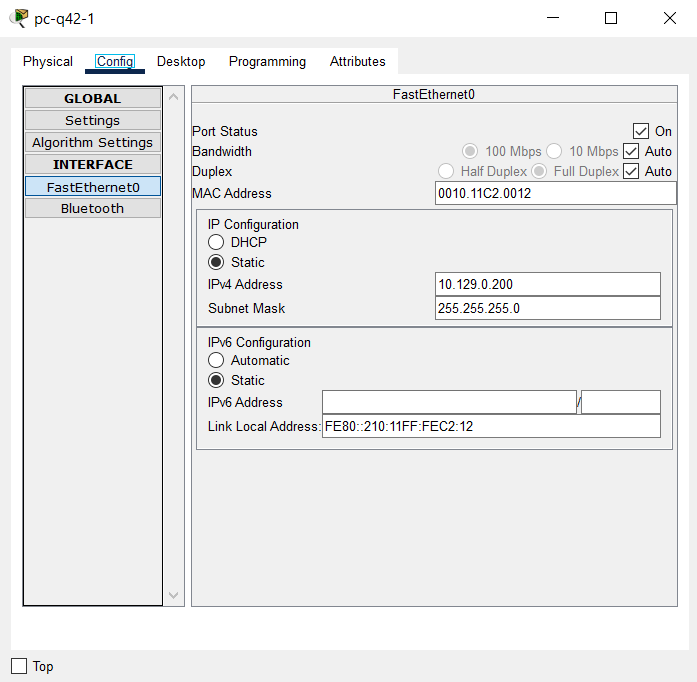 pc-q42-1
Physical Config Desktop Programming Attributes
GLOBAL
Settings
Algorithm Settings
INTERFACE
FastEthernet0
Bluetooth
FastEthernet0
Port Status On
Bandwidth 100 Mbps 10 Mbps Auto
Duplex Half Duplex Full Duplex Auto
MAC Address 0010.11C2.0012
IP Configuration
DHCP
Static
IPv4 Address 10.129.0.200
Subnet Mask 255.255.255.0
IPv6 Configuration
Automatic
Static
IPv6 Address /
Link Local Address: FE80::210:11FF:FEC2:12
Top